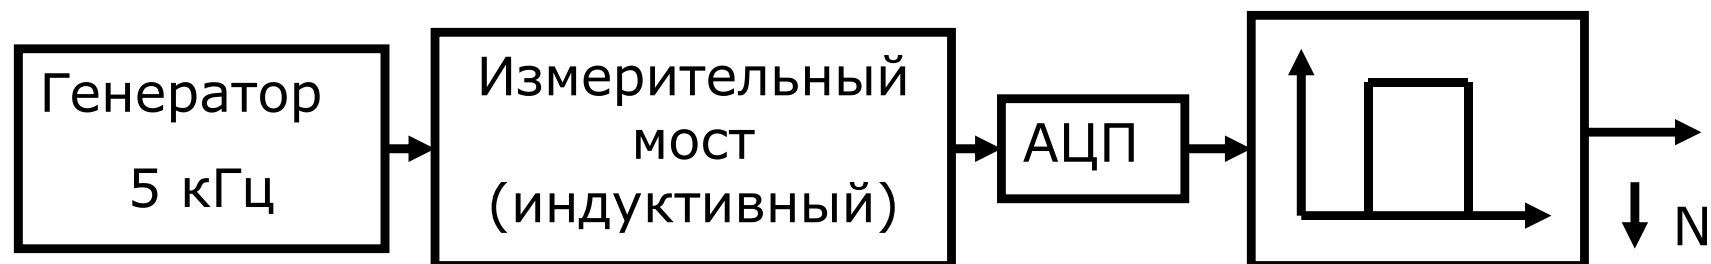 Генератор
5 кГц
Измерительный
мост
(индуктивный)
АЦП
N